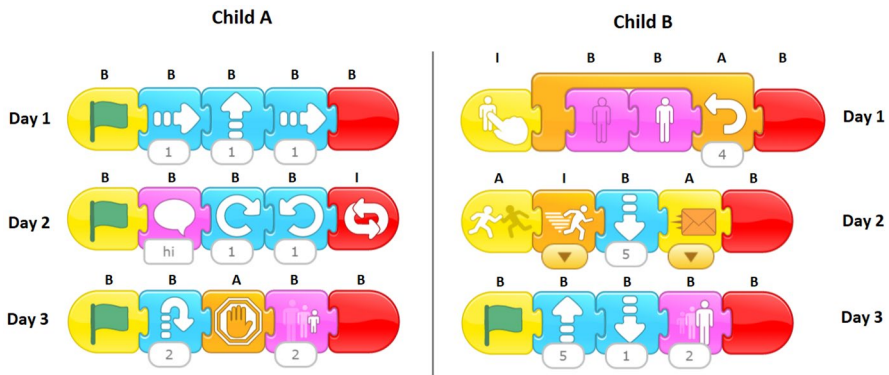 Child A
B B B B B
Day 1
1 1 1
B B B B I
Day 2
hi 1 1
B B A B B
Day 3
2 2
Child B
I B B A B
Day 1
4
A I B A B
Day 2
5
B B B B B
Day 3
5 1 2